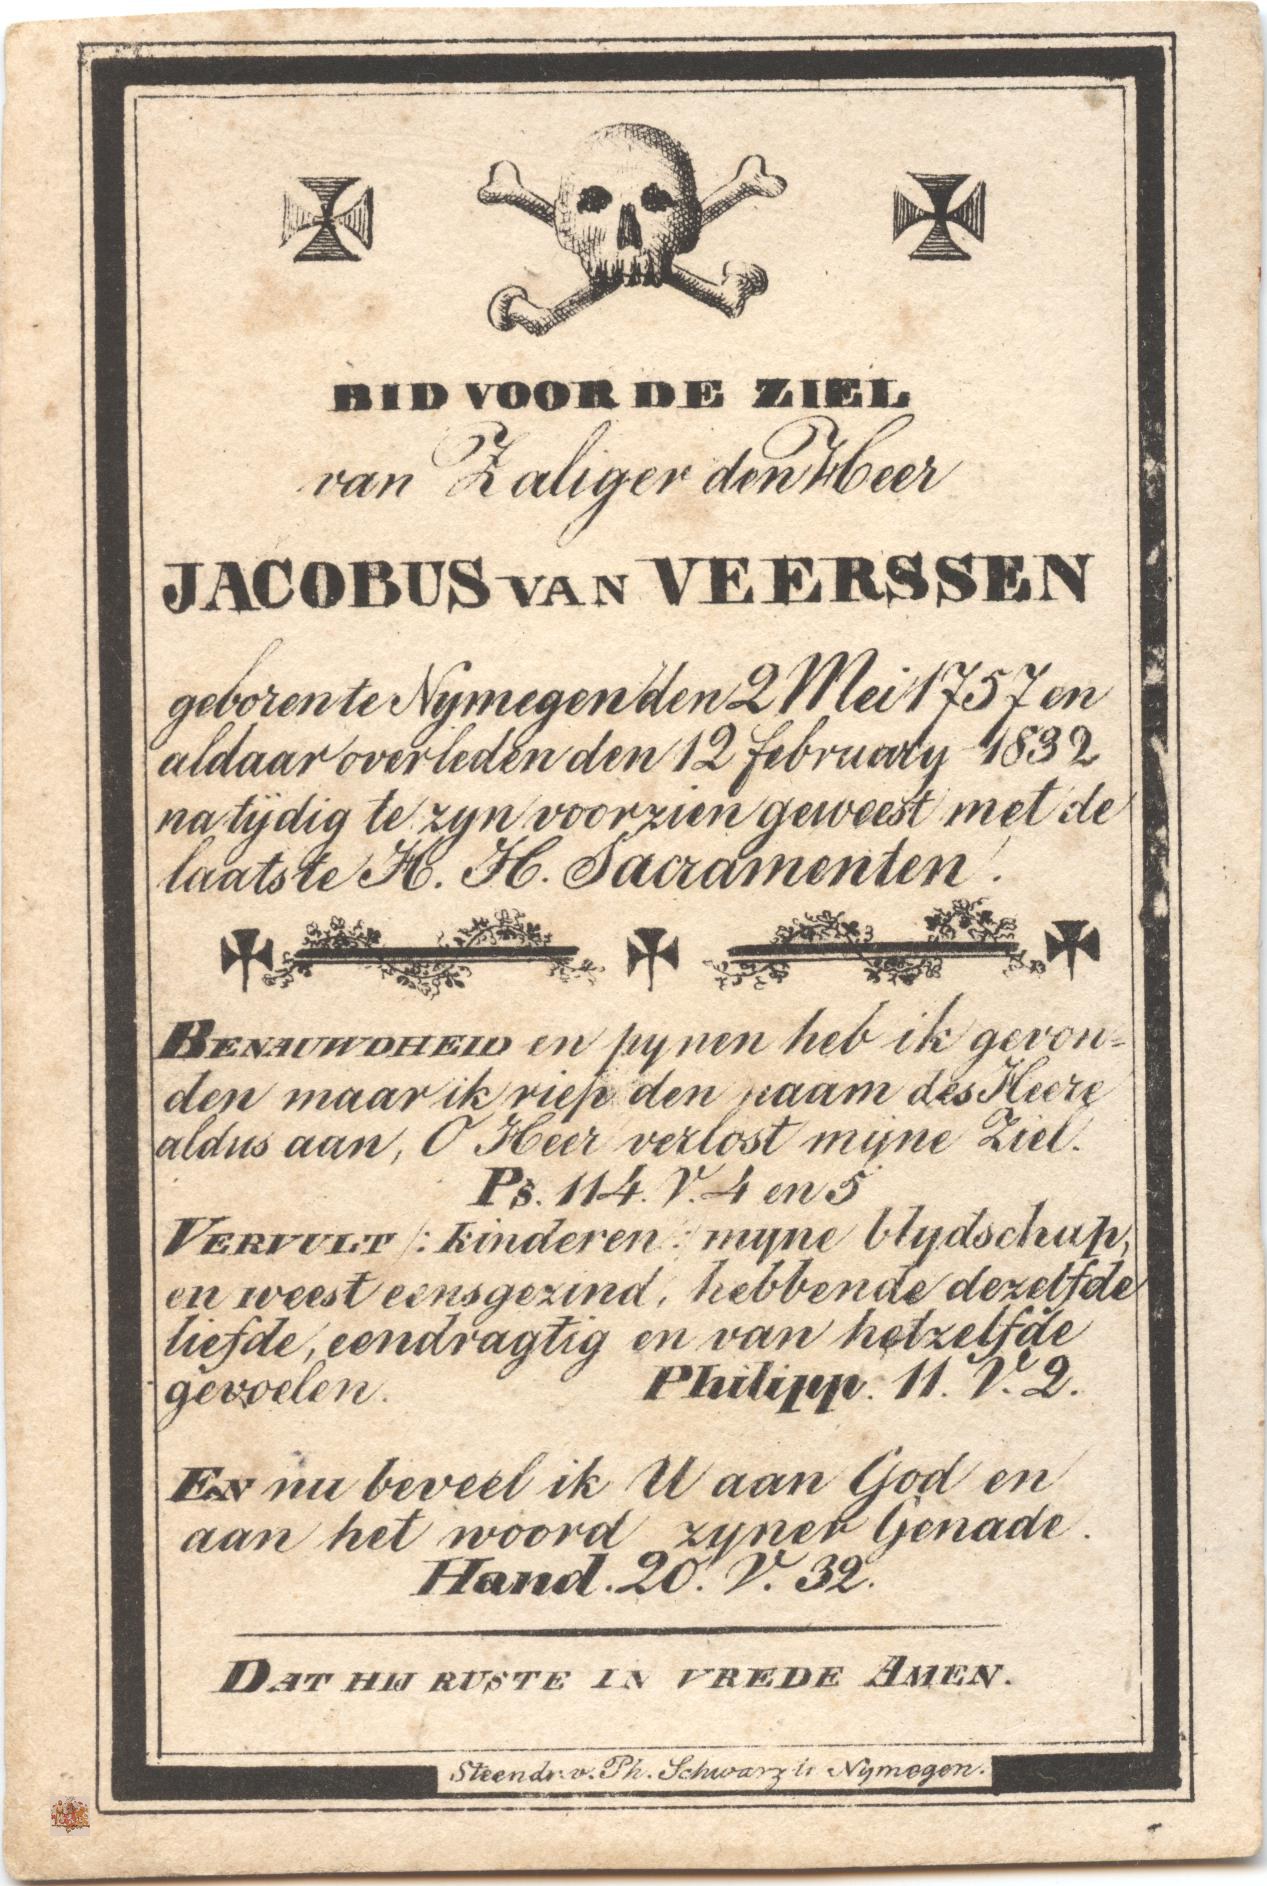 BID VOOR DE ZIEL
van Zaliger den Heer
JACOBUS VAN VEERSSEN
geboren te Nymegen den 2 Mei 1757 en
aldaar overleden den 12 february 1832
na tijdig te zyn voorzien geweest met de
laatste H. H. Sacramenten.
BENAUWDHEID en pynen heb ik gevon=
den maar ik riep den naam des Heere
aldus aan, O Heer verlost myne Ziel.
Ps. 114. V. 4 en 5
VERVULT /: kinderen :/ myne blydschap,
en weest eensgezind, hebbende dezelfde
liefde, eendragtig en van hetzelfde
gevoelen. Philipp. 11. V. 2.
EN nu beveel ik U aan God en
aan het woord zyner Genade.
Hand. 20. V. 32.
DAT HIJ RUSTE IN VREDE AMEN.
Steendr. v. Ph. Schwarz te Nymegen.